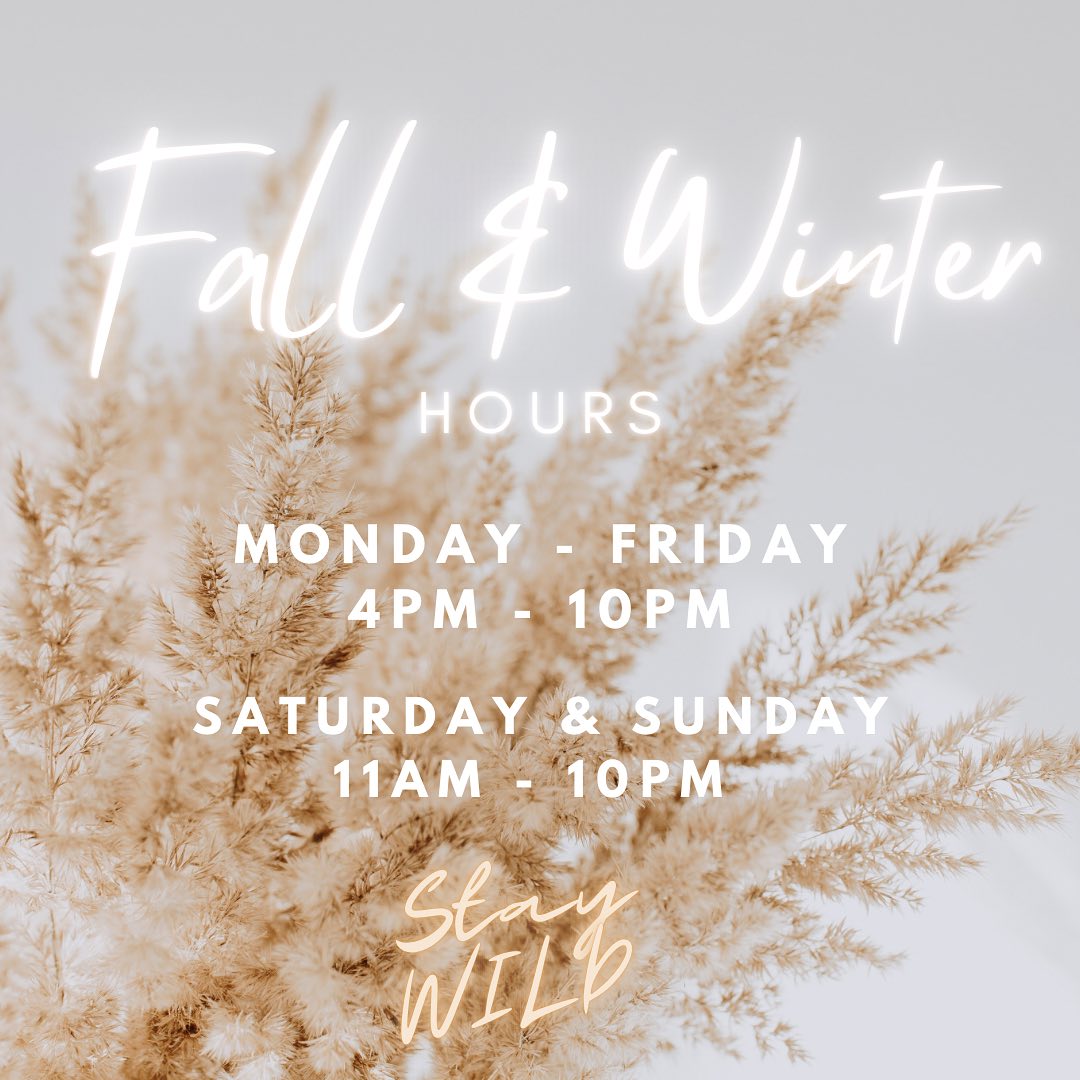 Fall & Winter
HOURS
MONDAY - FRIDAY
4PM - 10PM
SATURDAY & SUNDAY
11AM - 10PM
Stay
WILD